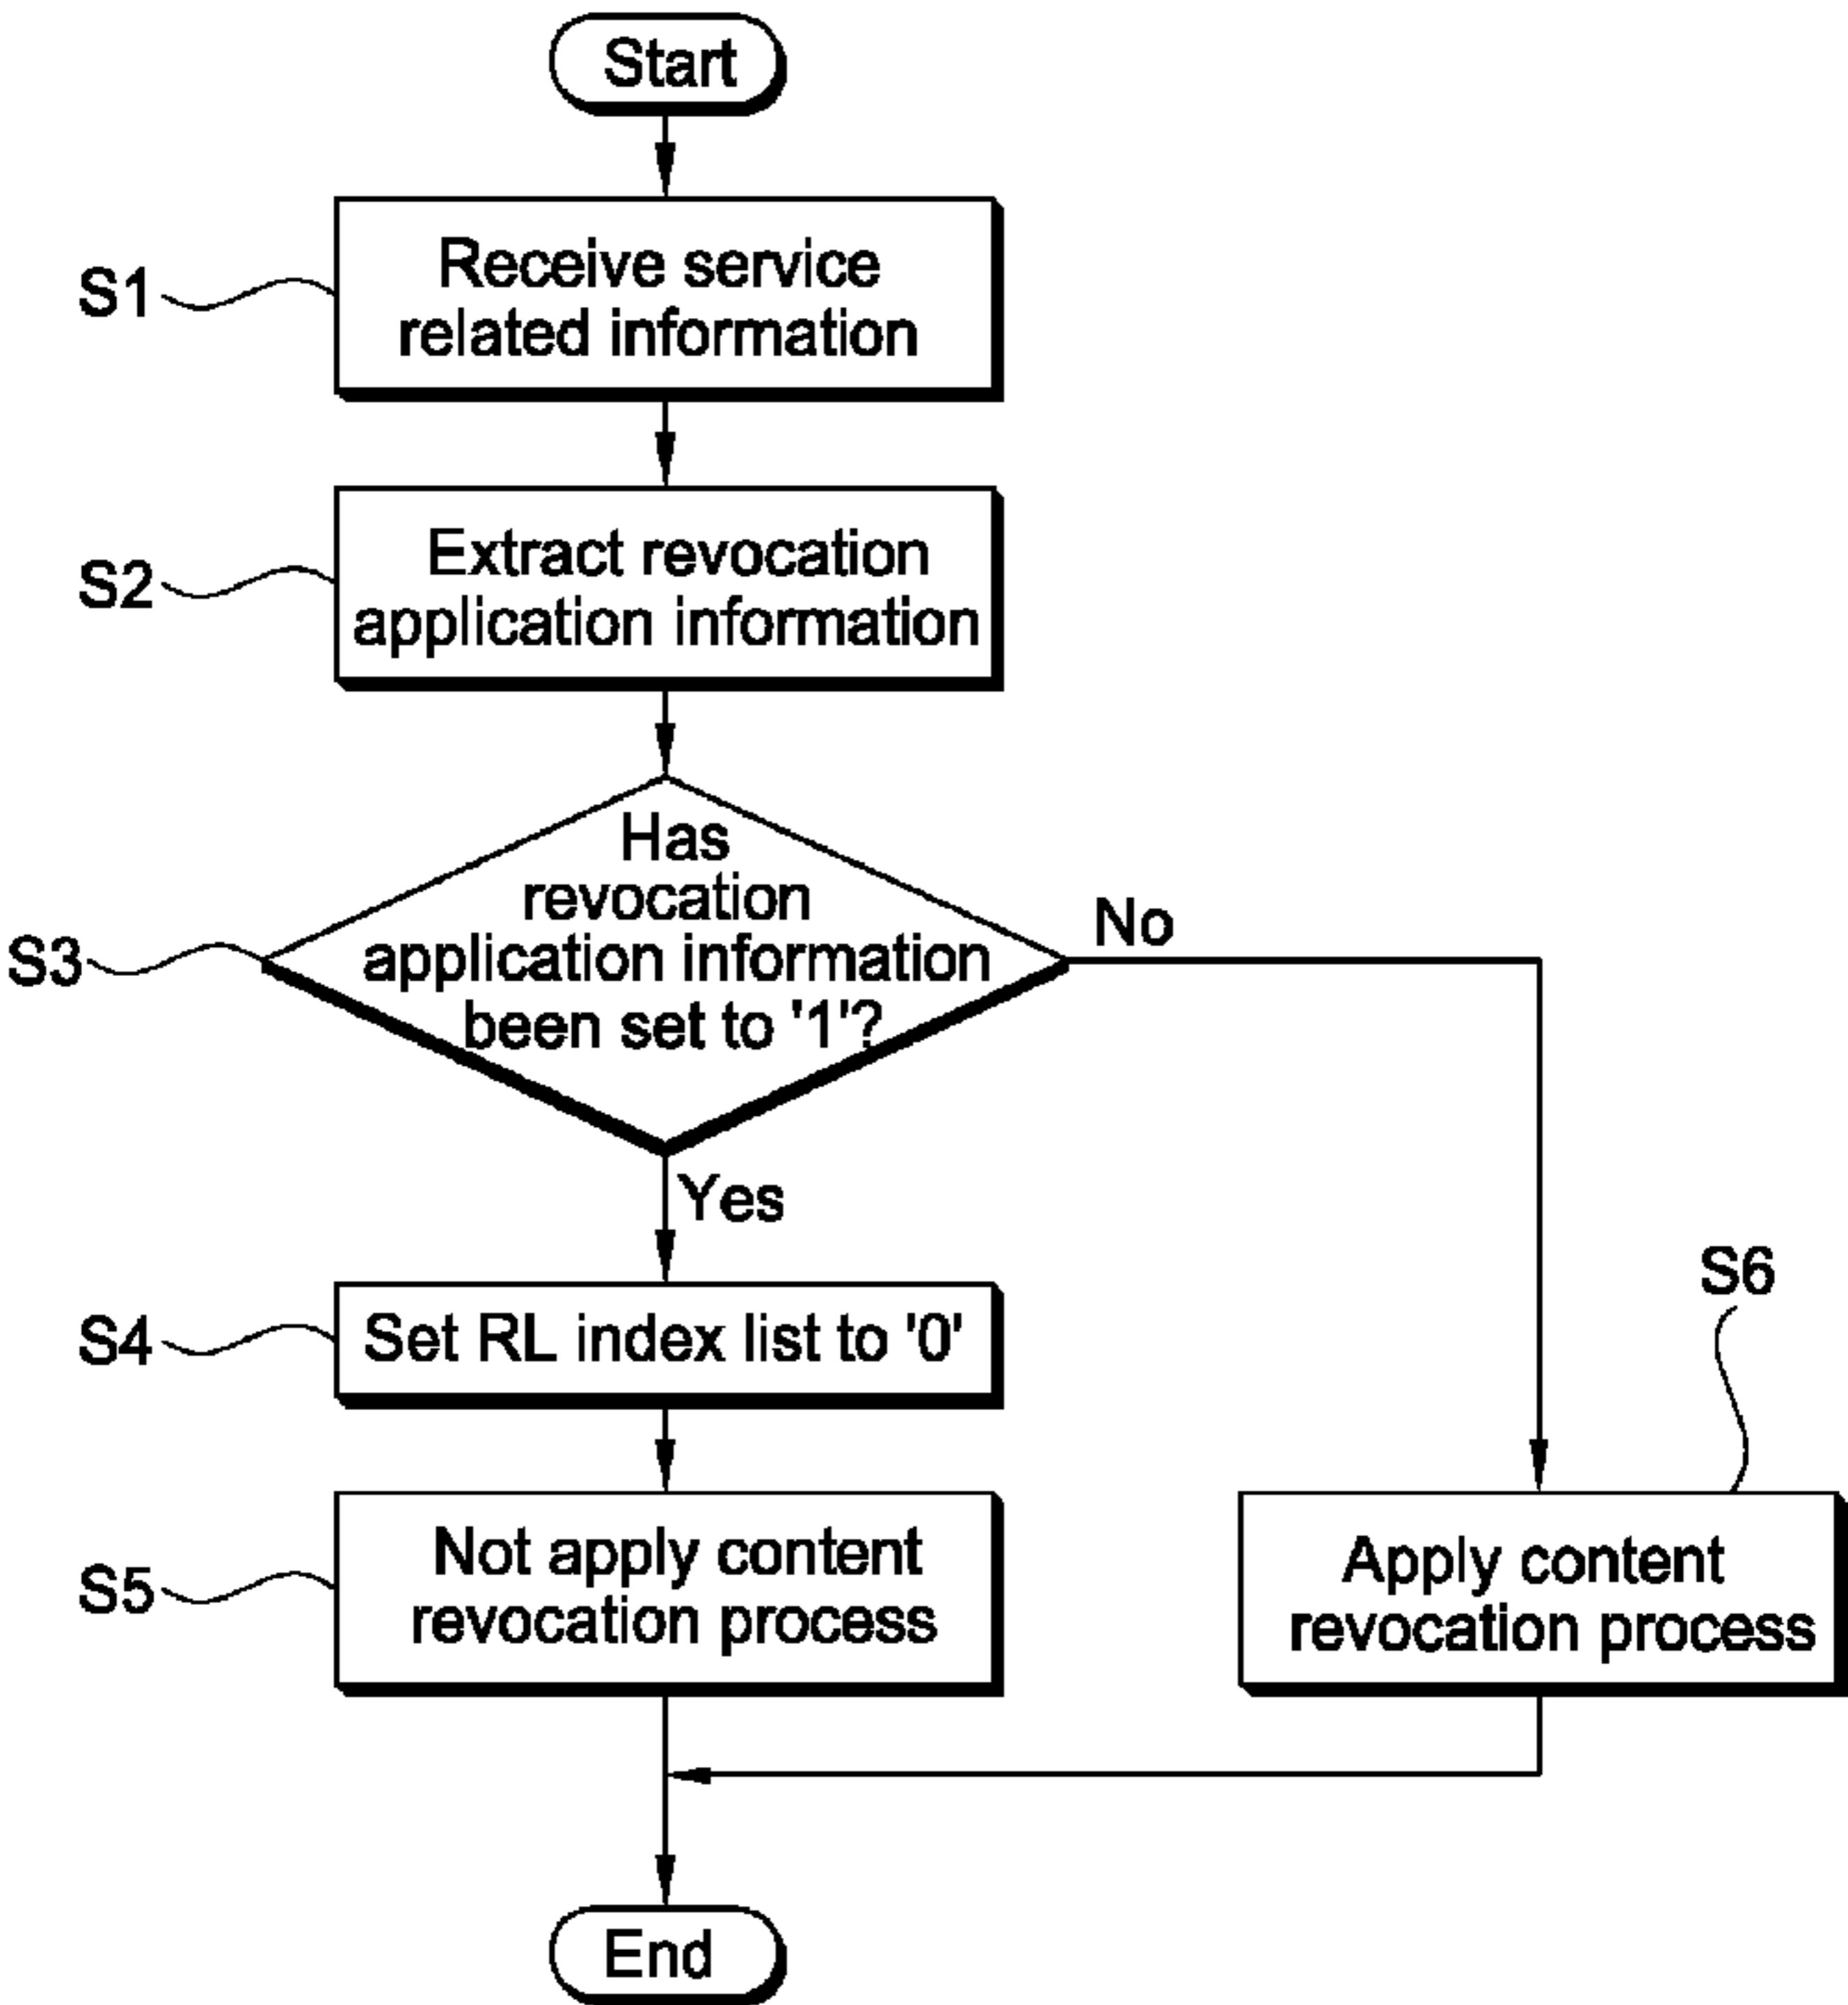 Start
S1
Receive service
related information
S2
Extract revocation
application information
S3
Has
revocation
application information
been set to '1'?
No
Yes
S4
Set RL index list to '0'
S6
S5
Not apply content
revocation process
Apply content
revocation process
End